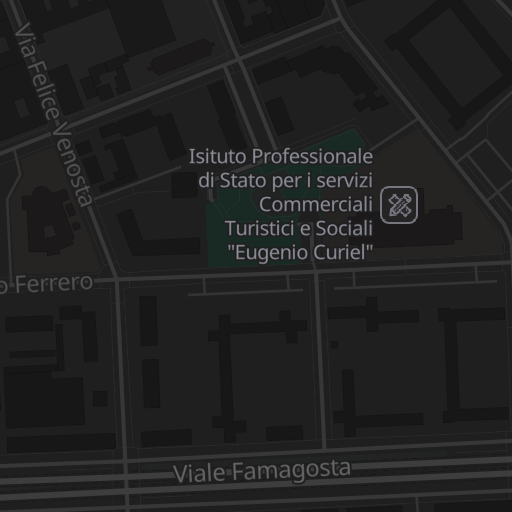 Via Felice Venosta
Isituto Professionale
di Stato per i servizi
Commerciali
Turistici e Sociali
"Eugenio Curiel"
o Ferrero
Viale Famagosta